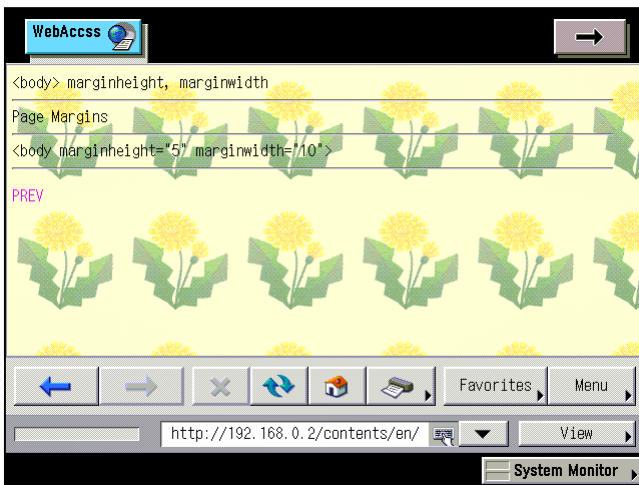 WebAccss
<body> marginheight, marginwidth
Page Margins
<body marginheight="5" marginwidth="10">
PREV
Favorites
Menu
http://192.168.0.2/contents/en/
View
System Monitor